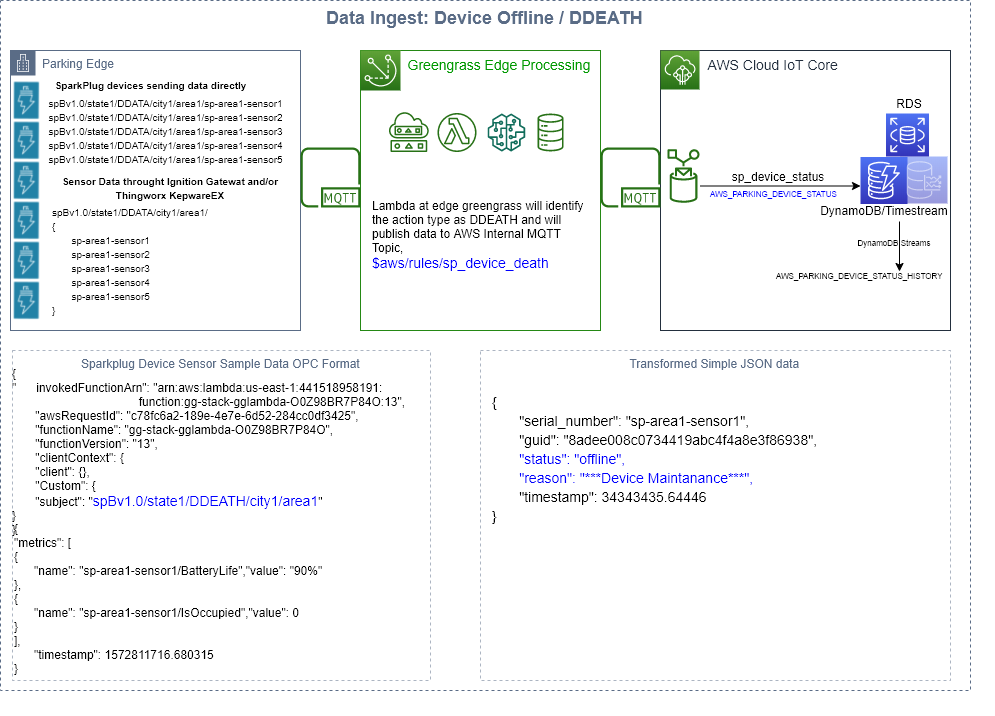 Data Ingest: Device Offline / DDEATH
Parking Edge
SparkPlug devices sending data directly
spBv1.0/state1/DDATA/city1/area1/sp-area1-sensor1
spBv1.0/state1/DDATA/city1/area1/sp-area1-sensor2
spBv1.0/state1/DDATA/city1/area1/sp-area1-sensor3
spBv1.0/state1/DDATA/city1/area1/sp-area1-sensor4
spBv1.0/state1/DDATA/city1/area1/sp-area1-sensor5
Sensor Data throught Ignition Gatewat and/or
Thingworx KepwareEX
spBv1.0/state1/DDATA/city1/area1/
{
sp-area1-sensor1
sp-area1-sensor2
sp-area1-sensor3
sp-area1-sensor4
sp-area1-sensor5
}
MQTT
Greengrass Edge Processing
Lambda at edge greengrass will identify
the action type as DDEATH and will
publish data to AWS Internal MQTT
Topic,
$aws/rules/sp_device_death
MQTT
AWS Cloud IoT Core
RDS
sp_device_status
AWS_PARKING_DEVICE_STATUS
DynamoDB/Timestream
DynamoDB Streams
AWS_PARKING_DEVICE_STATUS_HISTORY
Sparkplug Device Sensor Sample Data OPC Format
{
" invokedFunctionArn": "arn:aws:lambda:us-east-1:441518958191:
function:gg-stack-gglambda-O0Z98BR7P84O:13",
"awsRequestId": "c78fc6a2-189e-4e7e-6d52-284cc0df3425",
"functionName": "gg-stack-gglambda-O0Z98BR7P84O",
"functionVersion": "13",
"clientContext": {
"client": {},
"Custom": {
"subject": "spBv1.0/state1/DDEATH/city1/area1"
}
}{
"metrics": [
{
"name": "sp-area1-sensor1/BatteryLife","value": "90%"
},
{
"name": "sp-area1-sensor1/IsOccupied","value": 0
}
],
"timestamp": 1572811716.680315
}
Transformed Simple JSON data
{
"serial_number": "sp-area1-sensor1",
"guid": "8adee008c0734419abc4f4a8e3f86938",
"status": "offline",
"reason": "***Device Maintanance***",
"timestamp": 34343435.64446
}